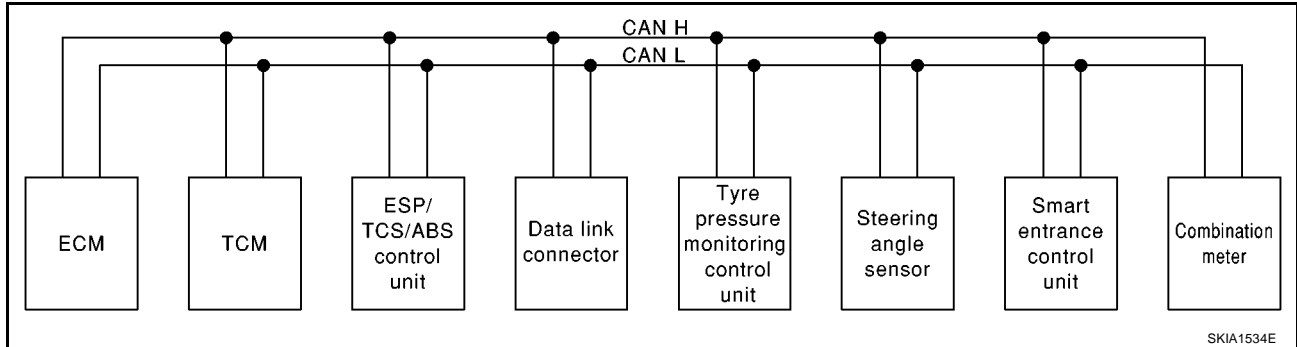 CAN H
CAN L
ECM
TCM
ESP/
TCS/ABS
control
unit
Data link
connector
Tyre
pressure
monitoring
control
unit
Steering
angle
sensor
Smart
entrance
control
unit
Combination
meter
SKIA1534E